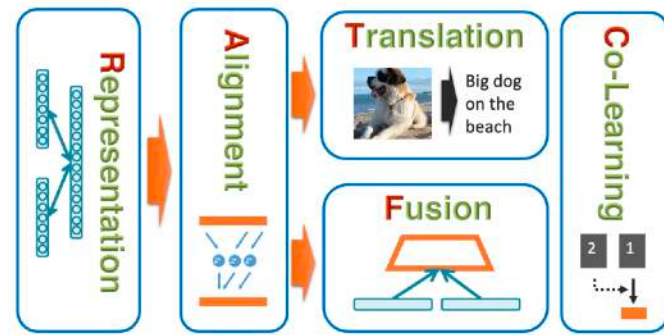 Representation
Alignment
Translation
Big dog
on the
beach
Fusion
Co-Learning
2 1